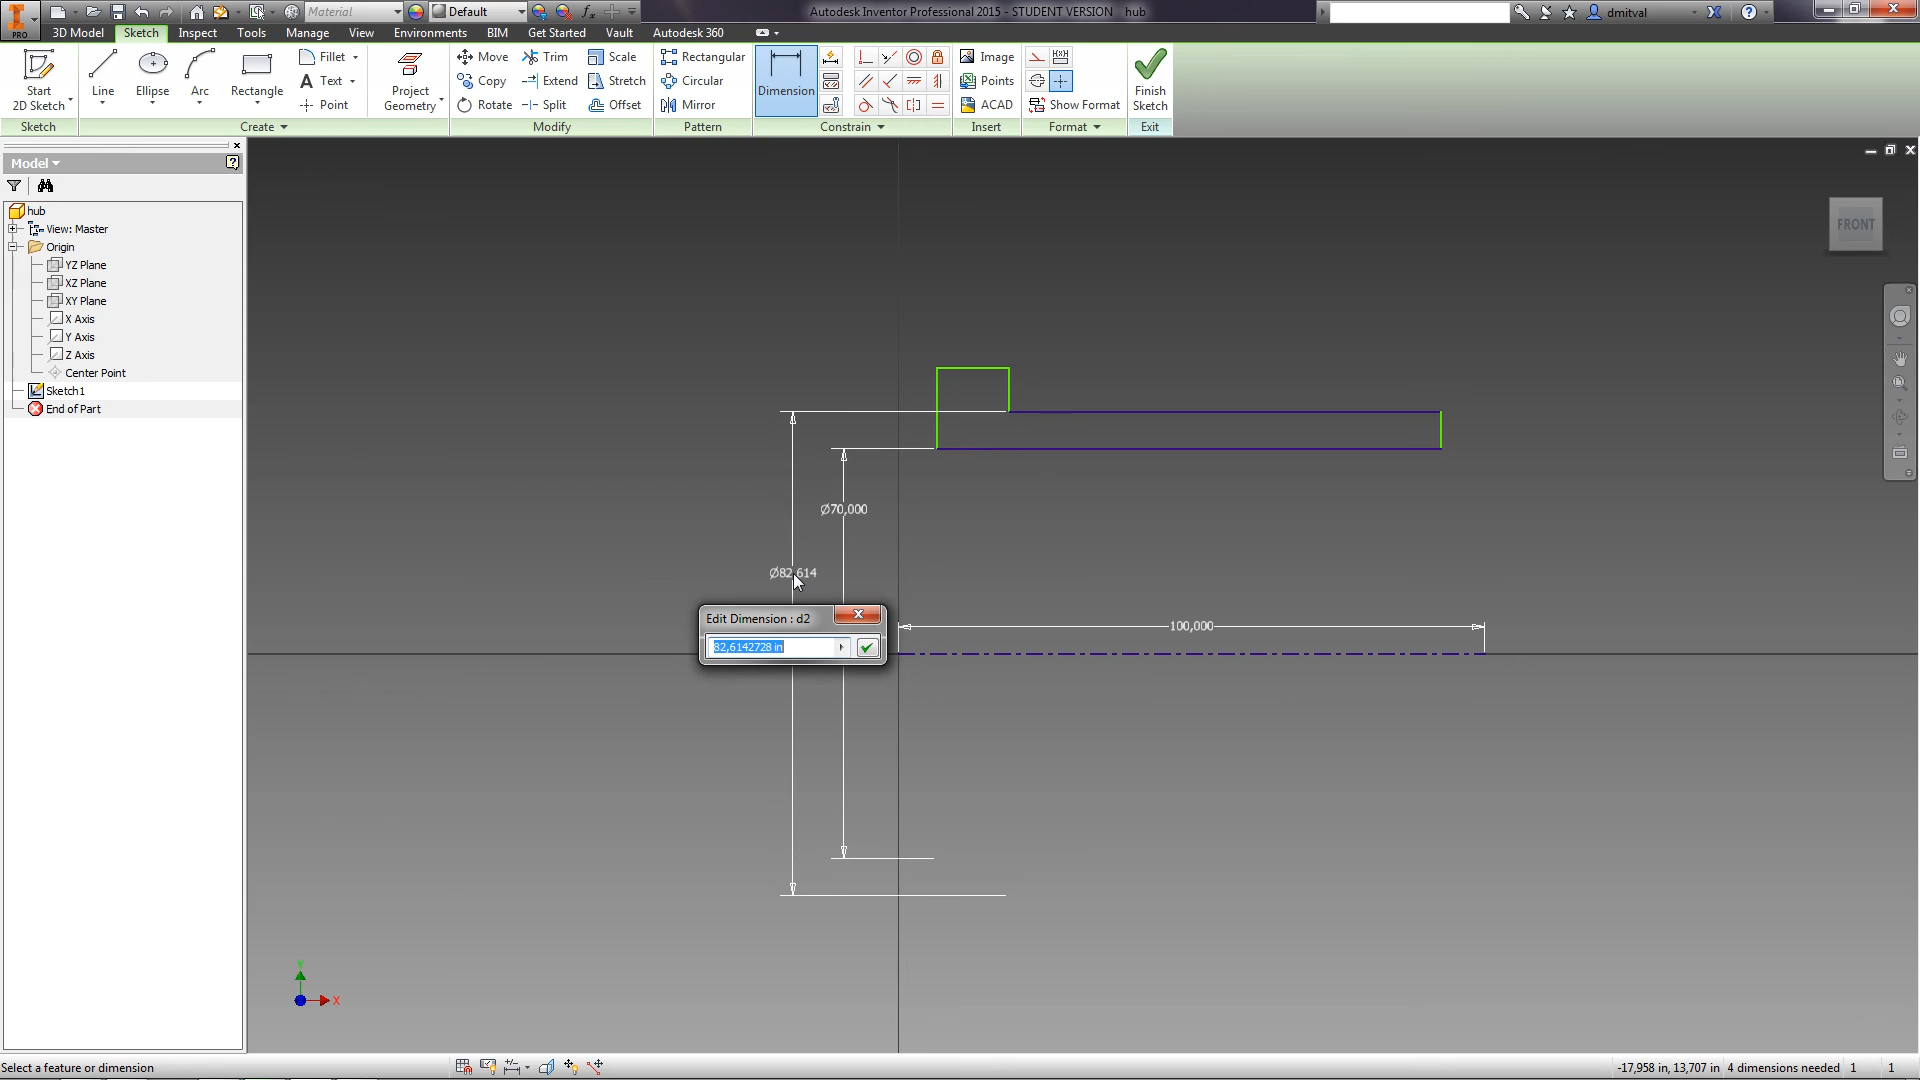 Material
Default
Autodesk Inventor Professional 2015 - STUDENT VERSION hub
dmitval
PRO
3D Model
Sketch
Inspect
Tools
Manage
View
Environments
BIM
Get Started
Vault
Autodesk 360
Start
2D Sketch
Line
Ellipse
Arc
Rectangle
Fillet
Text
Point
Project
Geometry
Move
Copy
Rotate
Trim
Extend
Split
Scale
Stretch
Offset
Rectangular
Circular
Mirror
Dimension
Image
Points
ACAD
Show Format
Finish
Sketch
Sketch
Create
Modify
Pattern
Constrain
Insert
Format
Exit
Model
hub
View: Master
Origin
YZ Plane
XZ Plane
XY Plane
X Axis
Y Axis
Z Axis
Center Point
Sketch1
End of Part
FRONT
Ø70,000
Ø82,614
Edit Dimension : d2
82,6142728 in
100,000
Y
X
Select a feature or dimension
-17,958 in, 13,707 in 4 dimensions needed 1 1